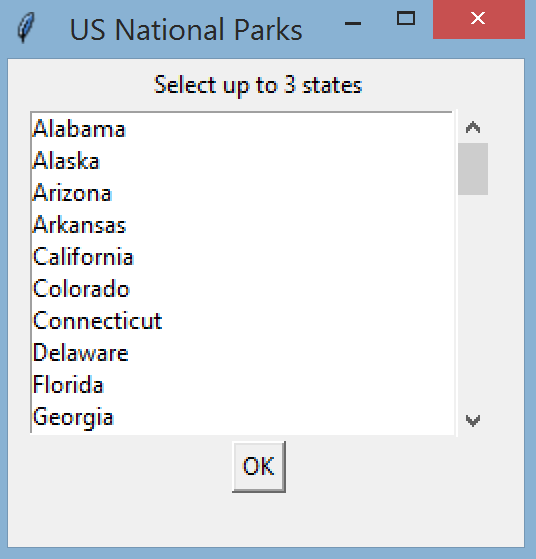 US National Parks
Select up to 3 states
Alabama
Alaska
Arizona
Arkansas
California
Colorado
Connecticut
Delaware
Florida
Georgia
OK